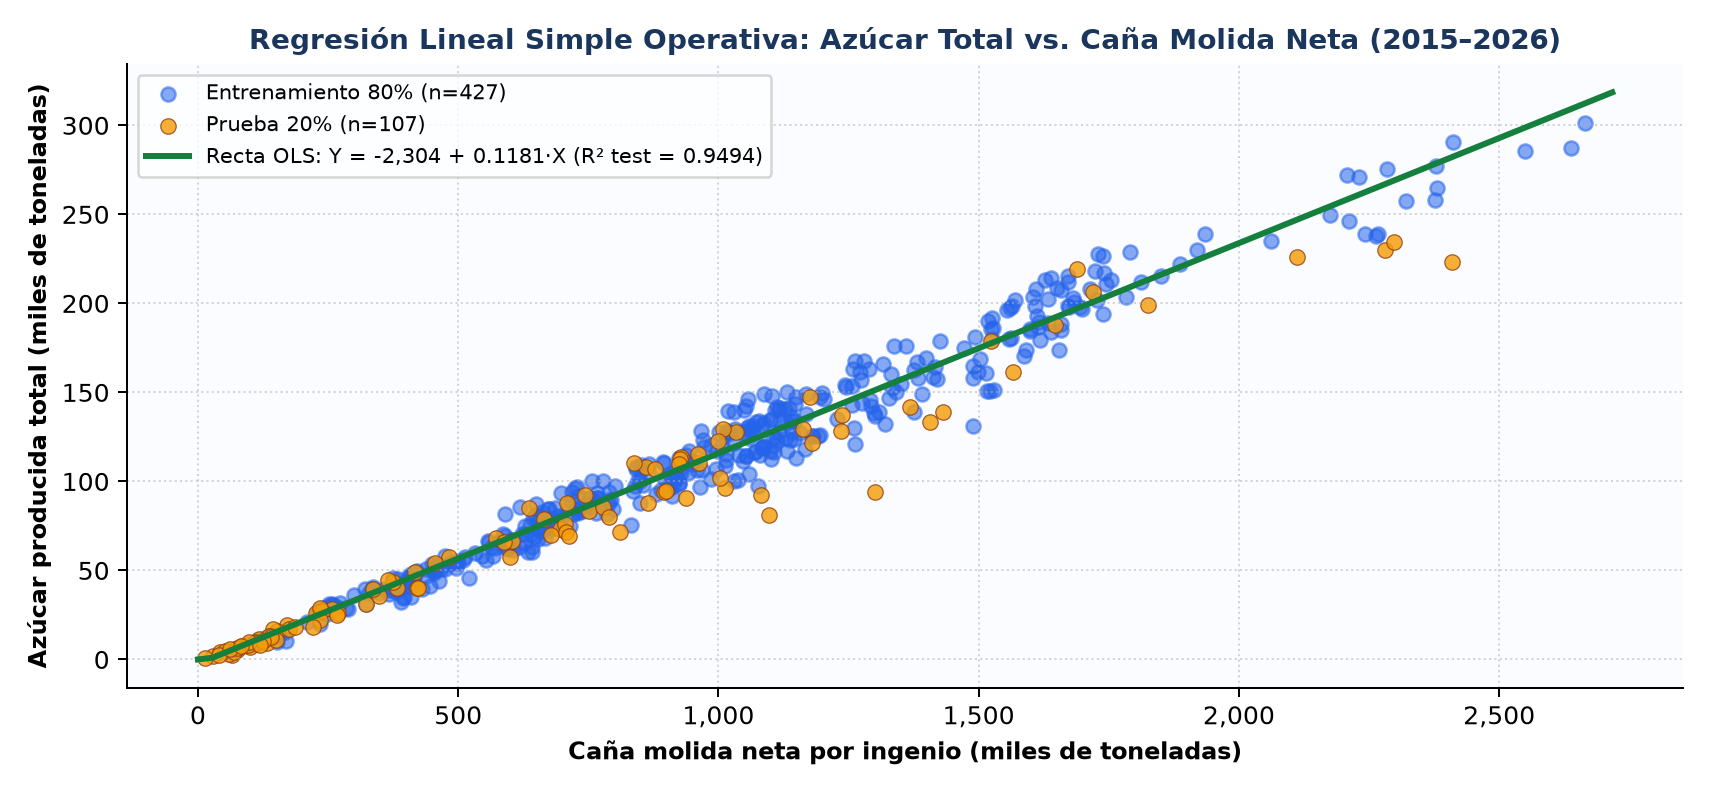 Regresión Lineal Simple Operativa: Azúcar Total vs. Caña Molida Neta (2015–2026)
Entrenamiento 80% (n=427)
Prueba 20% (n=107)
Recta OLS: Y = -2,304 + 0.1181·X (R² test = 0.9494)
Azúcar producida total (miles de toneladas)
300
250
200
150
100
50
0
0 500 1,000 1,500 2,000 2,500
Caña molida neta por ingenio (miles de toneladas)